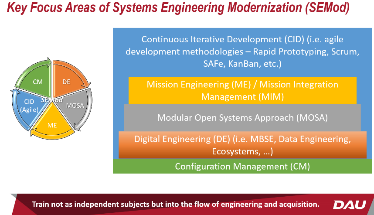 Key Focus Areas of Systems Engineering Modernization (SEMod)
Continuous Iterative Development (CID) (i.e. agile
development methodologies – Rapid Prototyping, Scrum,
SAFe, KanBan, etc.)
Mission Engineering (ME) / Mission Integration
Management (MIM)
Modular Open Systems Approach (MOSA)
Digital Engineering (DE) (i.e. MBSE, Data Engineering,
Ecosystems, ...)
Configuration Management (CM)
CM
DE
SEMod
CID
(Agile)
MOSA
ME
Train not as independent subjects but into the flow of engineering and acquisition.
DAU